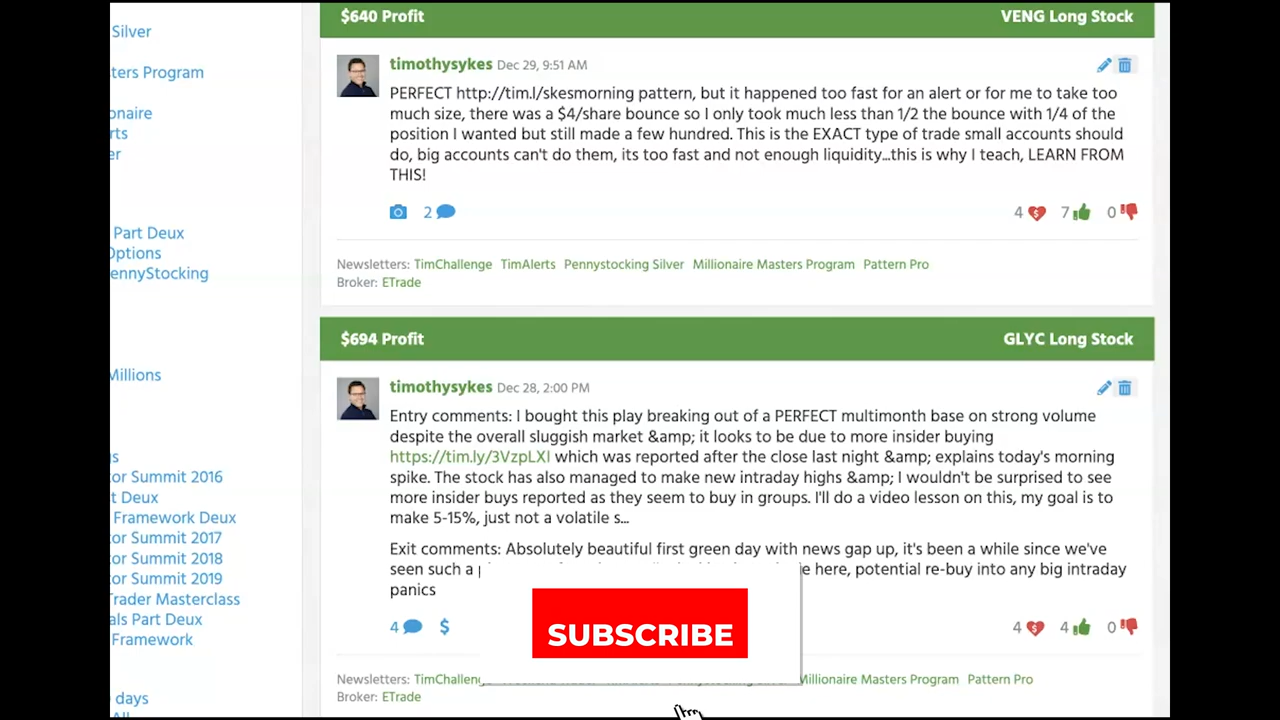 Silver
ters Program
onaire
rts
er
Part Deux
Options
ennyStocking
Millions
gs
or Summit 2016
t Deux
Framework Deux
or Summit 2017
or Summit 2018
or Summit 2019
Trader Masterclass
als Part Deux
Framework
days
All
$640 Profit VENG Long Stock
timothysykes Dec 29, 9:51 AM
PERFECT http://tim.l/skesmorning pattern, but it happened too fast for an alert or for me to take too
much size, there was a $4/share bounce so I only took much less than 1/2 the bounce with 1/4 of the
position I wanted but still made a few hundred. This is the EXACT type of trade small accounts should
do, big accounts can't do them, its too fast and not enough liquidity...this is why I teach, LEARN FROM
THIS!
2 4 7 0
Newsletters: TimChallenge TimAlerts Pennystocking Silver Millionaire Masters Program Pattern Pro
Broker: ETrade
$694 Profit GLYC Long Stock
timothysykes Dec 28, 2:00 PM
Entry comments: I bought this play breaking out of a PERFECT multimonth base on strong volume
despite the overall sluggish market &amp; it looks to be due to more insider buying
https://tim.ly/3VzpLXI which was reported after the close last night &amp; explains today's morning
spike. The stock has also managed to make new intraday highs &amp; I wouldn't be surprised to see
more insider buys reported as they seem to buy in groups. I'll do a video lesson on this, my goal is to
make 5-15%, just not a volatile s...
Exit comments: Absolutely beautiful first green day with news gap up, it's been a while since we've
seen such a here, potential re-buy into any big intraday
panics
4 $ 4 4 0
SUBSCRIBE
Newsletters: TimChalleng Millionaire Masters Program Pattern Pro
Broker: ETrade